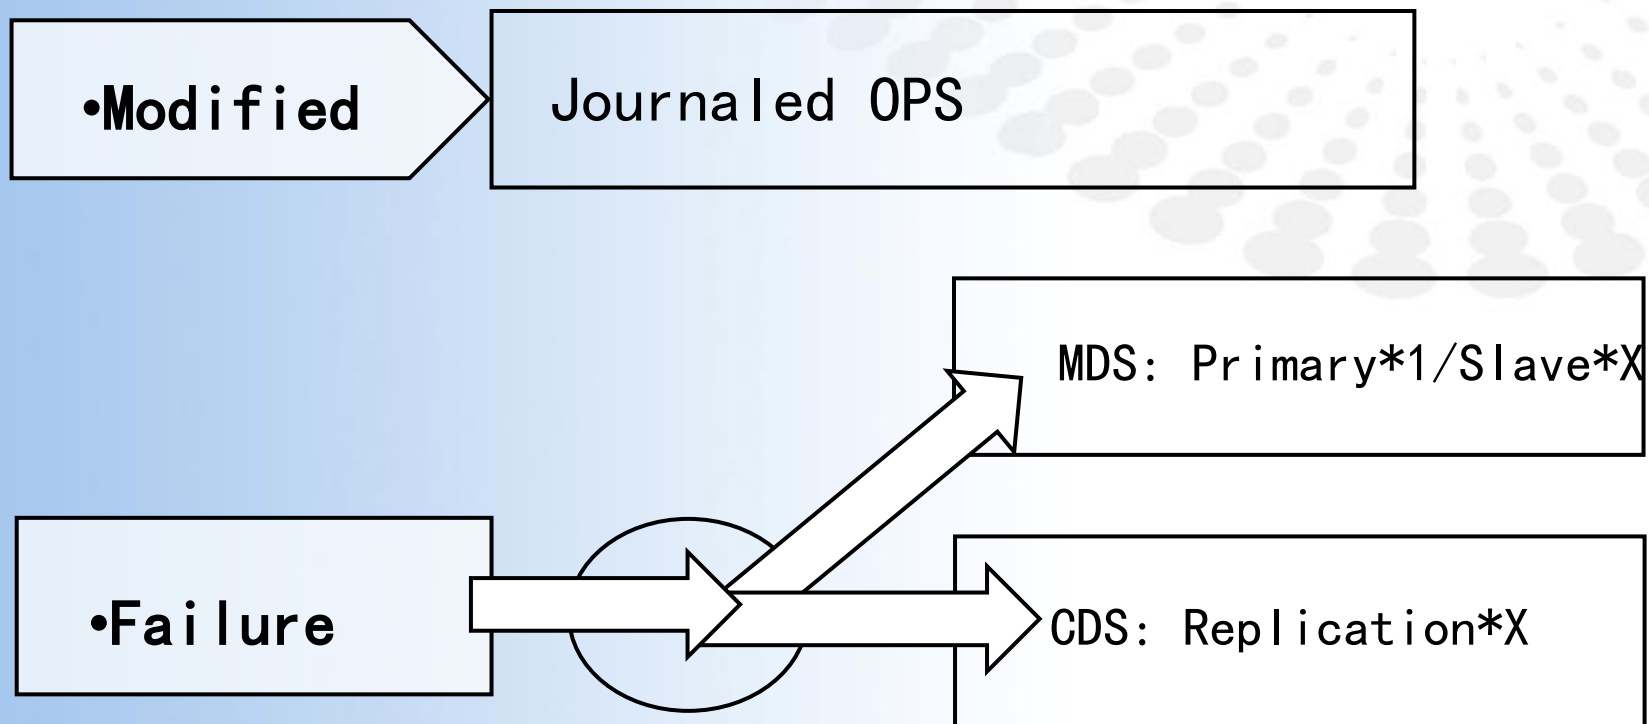 •Modified
Journaled OPS
MDS: Primary*1/Slave*X
•Failure
CDS: Replication*X